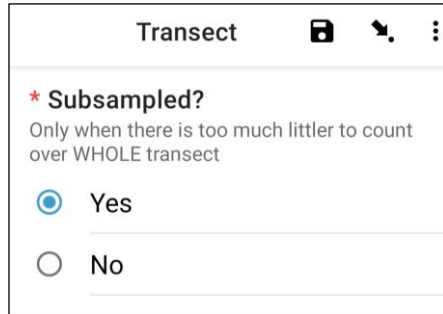 Transect
* Subsampled?
Only when there is too much littler to count
over WHOLE transect
Yes
No